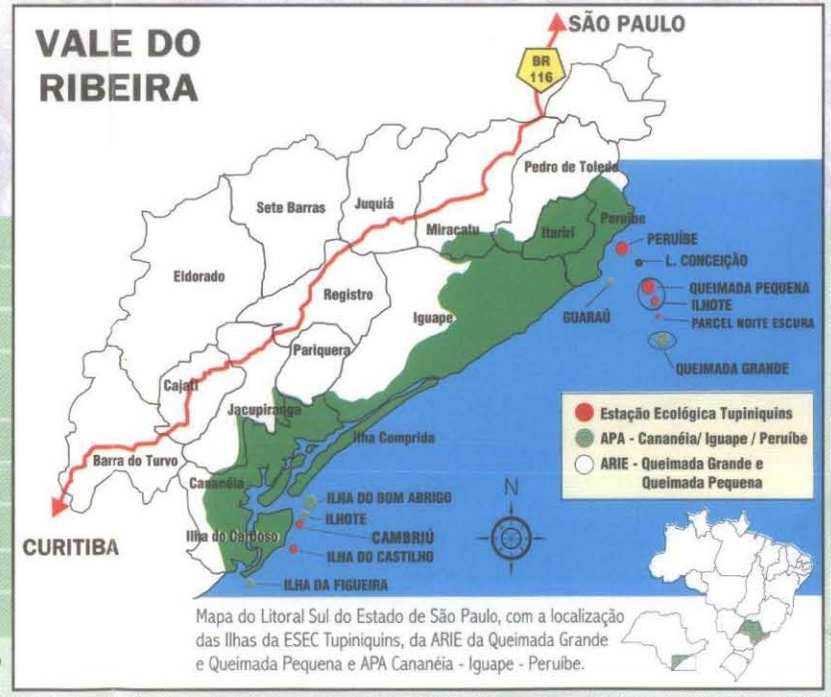 VALE DO
RIBEIRA
SÃO PAULO
BR
116
Pedro de Toledo
Sete Barras
Juquiá
Miracatu
Itariri
Peruíbe
PERUÍBE
L. CONCEIÇÃO
Eldorado
QUEIMADA PEQUENA
ILHOTE
Registro
Iguape
GUARAÚ
PARCEL NOITE ESCURA
Pariquera
QUEIMADA GRANDE
Cajati
Jacupiranga
Estação Ecológica Tupiniquins
Ilha Comprida
APA - Cananéia/ Iguape / Peruíbe
Barra do Turvo
ARIE - Queimada Grande e
Queimada Pequena
Cananéia
N
ILHA DO BOM ABRIGO
ILHOTE
Ilha do Cardoso
CAMBRIÚ
CURITIBA
ILHA DO CASTILHO
ILHA DA FIGUEIRA
Mapa do Litoral Sul do Estado de São Paulo, com a localização
das Ilhas da ESEC Tupiniquins, da ARIE da Queimada Grande
e Queimada Pequena e APA Cananéia - Iguape - Peruíbe.